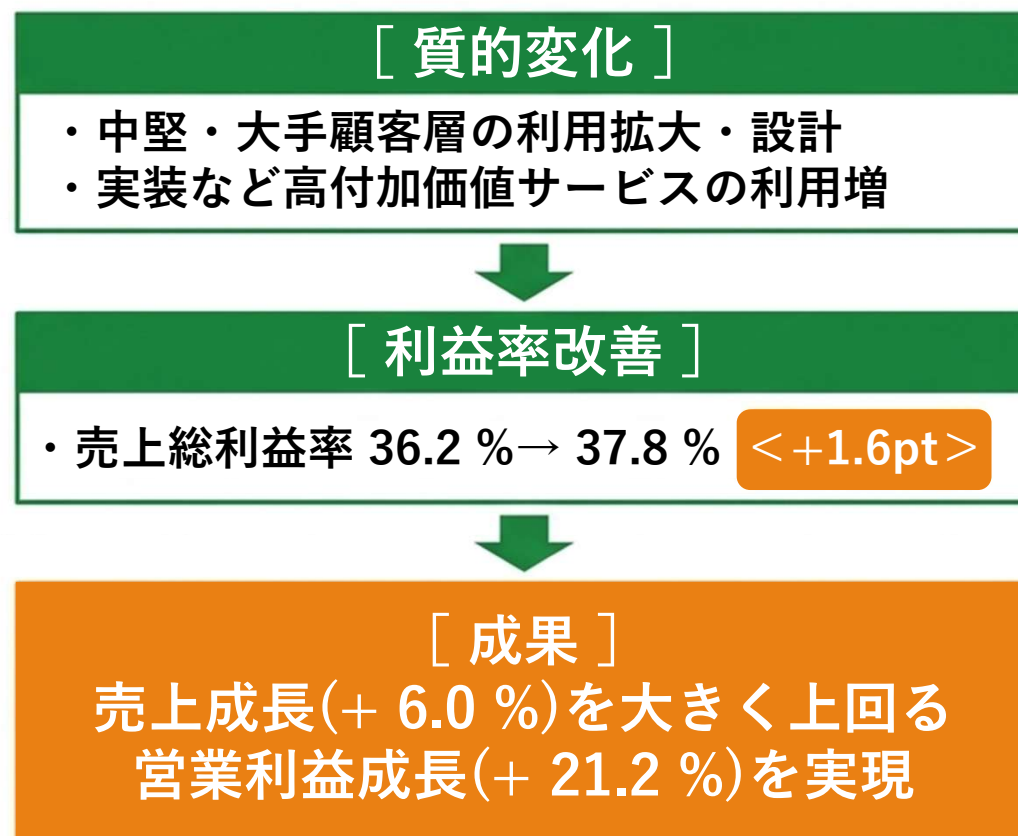 ［ 質的変化 ］
・中堅・大手顧客層の利用拡大・設計
・実装など高付加価値サービスの利用増
［ 利益率改善 ］
・売上総利益率 36.2 %→ 37.8 % ＜+1.6pt＞
［ 成果 ］
売上成長(+ 6.0 %)を大きく上回る
営業利益成長(+ 21.2 %)を実現